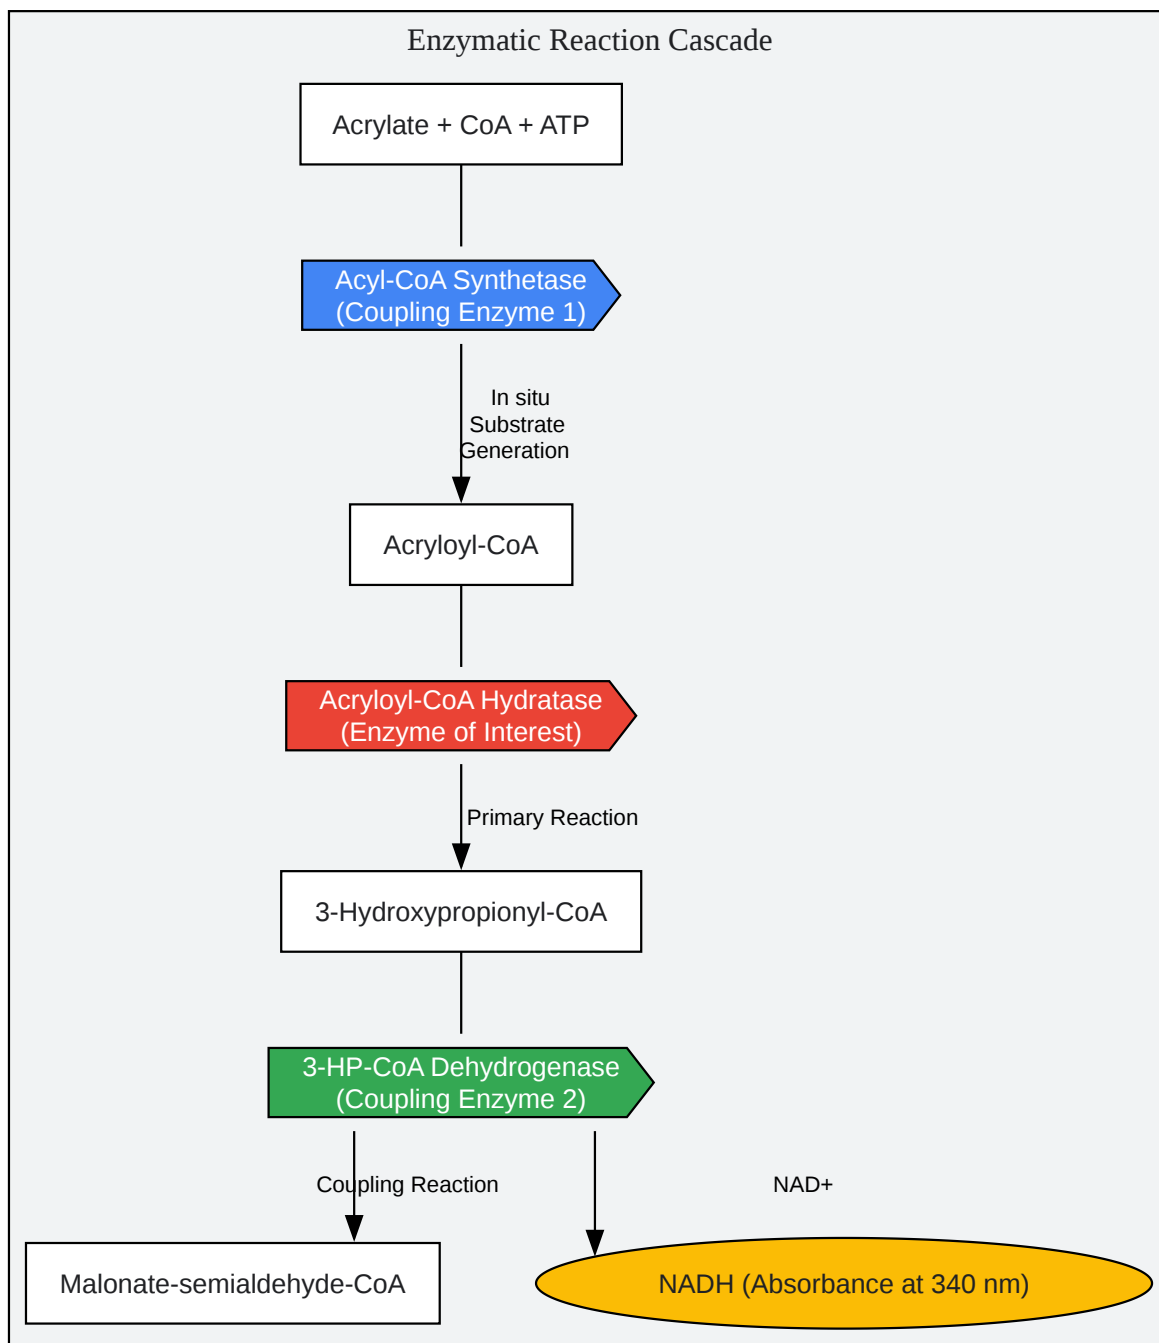 Enzymatic Reaction Cascade
Acrylate + CoA + ATP
Acyl-CoA Synthetase
(Coupling Enzyme 1)
In situ
Substrate
Generation
Acryloyl-CoA
Acryloyl-CoA Hydratase
(Enzyme of Interest)
Primary Reaction
3-Hydroxypropionyl-CoA
3-HP-CoA Dehydrogenase
(Coupling Enzyme 2)
Coupling Reaction
NAD+
Malonate-semialdehyde-CoA
NADH (Absorbance at 340 nm)